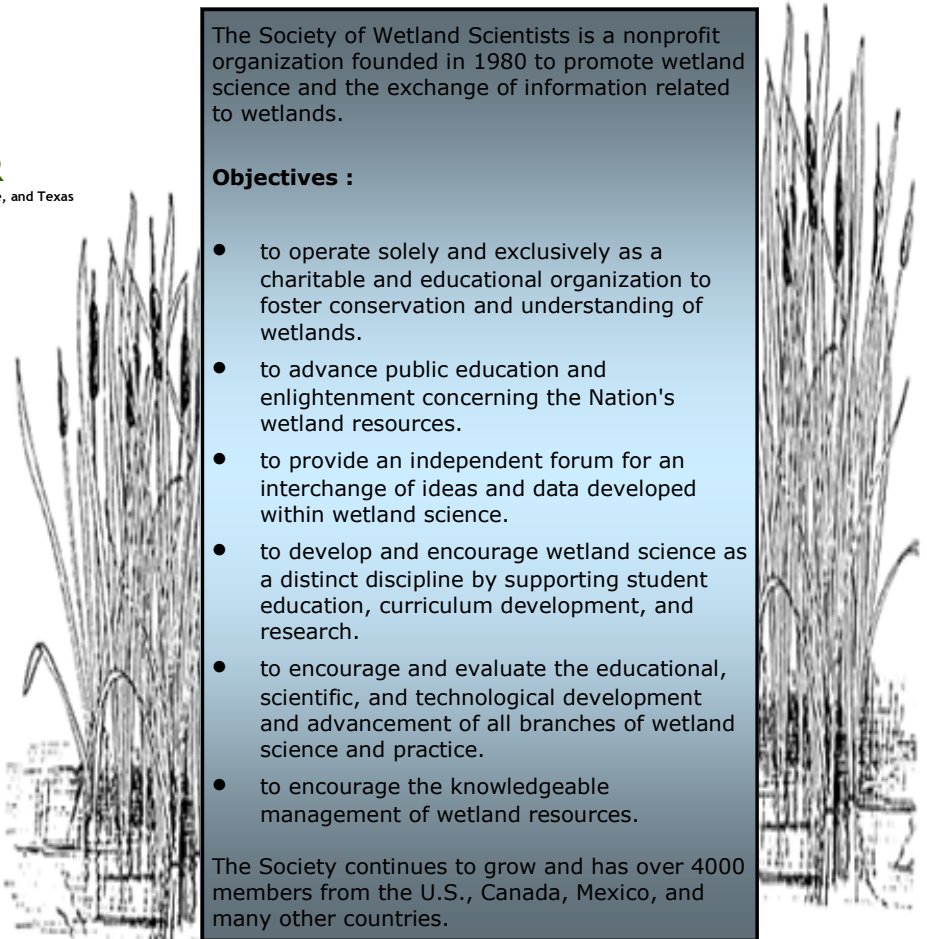 The Society of Wetland Scientists is a nonprofit
organization founded in 1980 to promote wetland
science and the exchange of information related
to wetlands.
R
, and Texas
Objectives :
• to operate solely and exclusively as a
charitable and educational organization to
foster conservation and understanding of
wetlands.
• to advance public education and
enlightenment concerning the Nation's
wetland resources.
• to provide an independent forum for an
interchange of ideas and data developed
within wetland science.
• to develop and encourage wetland science as
a distinct discipline by supporting student
education, curriculum development, and
research.
• to encourage and evaluate the educational,
scientific, and technological development
and advancement of all branches of wetland
science and practice.
• to encourage the knowledgeable
management of wetland resources.
The Society continues to grow and has over 4000
members from the U.S., Canada, Mexico, and
many other countries.